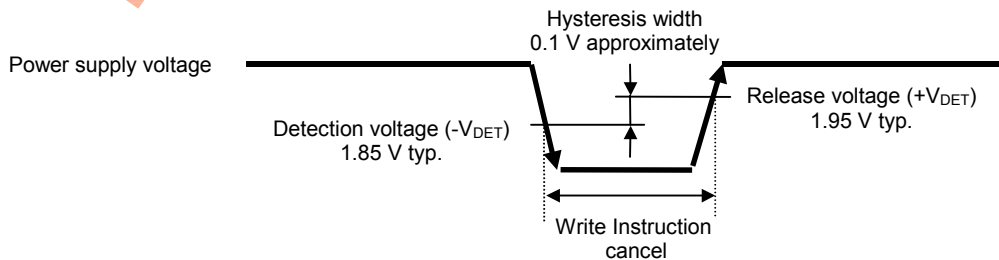 Hysteresis width
0.1 V approximately
Power supply voltage
Release voltage (+VDET)
1.95 V typ.
Detection voltage (-VDET)
1.85 V typ.
Write Instruction
cancel